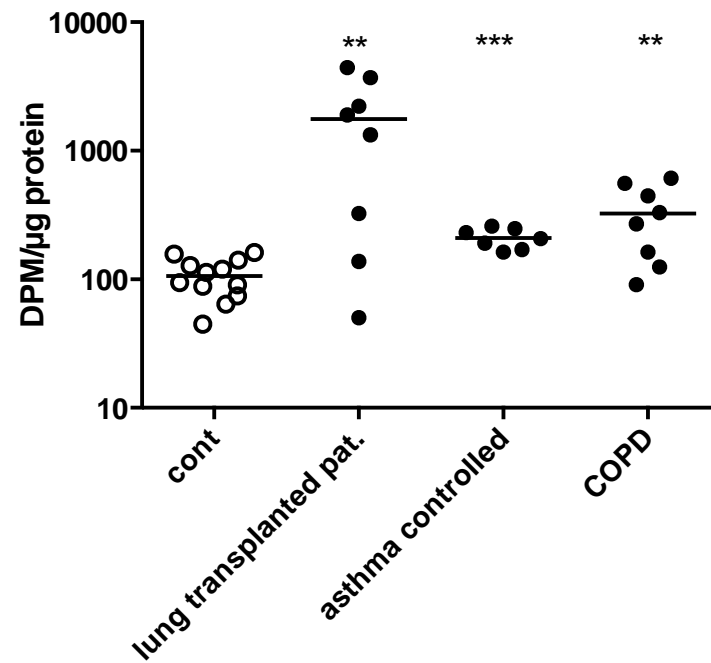 10000
1000
100
10
DPM/µg protein
**
***
**
cont
lung transplanted pat.
asthma controlled
COPD